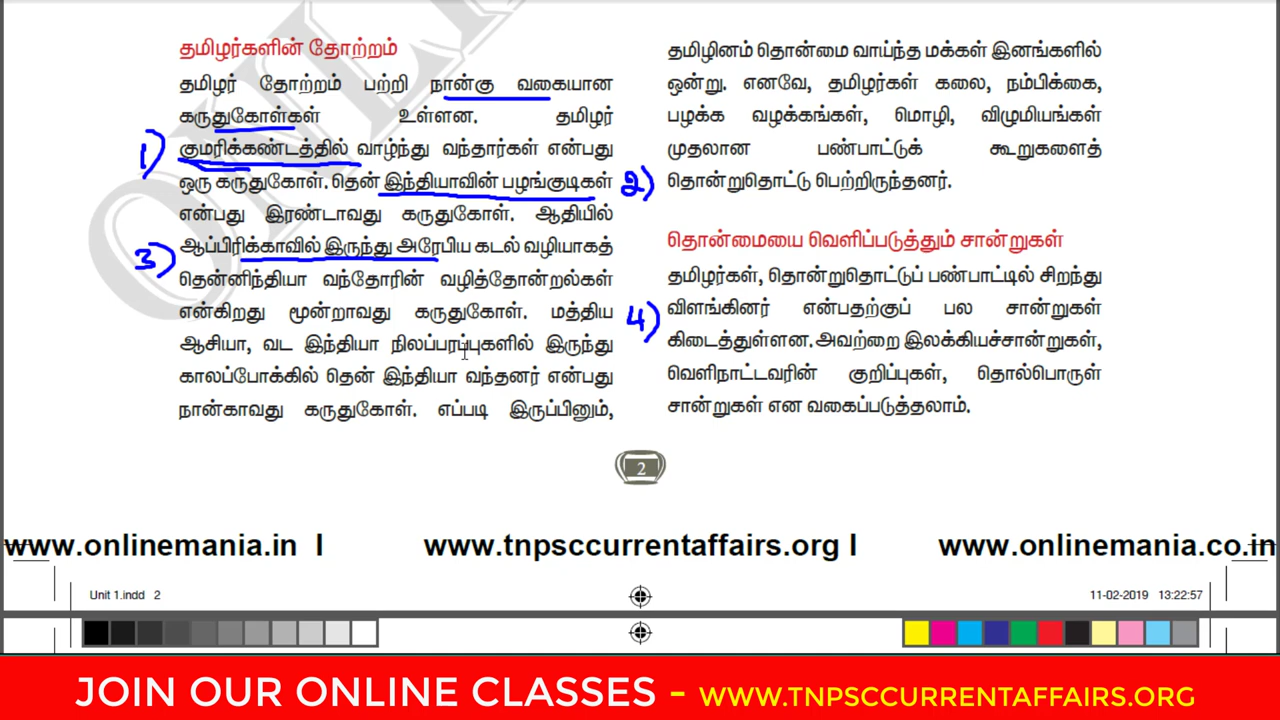 தமிழர்களின் தோற்றம்
தமிழர் தோற்றம் பற்றி நான்கு வகையான
கருதுகோள்கள் உள்ளன. தமிழர்
1) குமரிக்கண்டத்தில் வாழ்ந்து வந்தார்கள் என்பது
ஒரு கருதுகோள். தென் இந்தியாவின் பழங்குடிகள் 2)
என்பது இரண்டாவது கருதுகோள். ஆதியில்
3) ஆப்பிரிக்காவில் இருந்து அரேபிய கடல் வழியாகத்
தென்னிந்தியா வந்தோரின் வழித்தோன்றல்கள்
என்கிறது மூன்றாவது கருதுகோள். மத்திய 4)
ஆசியா, வட இந்தியா நிலப்பரப்புகளில் இருந்து
காலப்போக்கில் தென் இந்தியா வந்தனர் என்பது
நான்காவது கருதுகோள். எப்படி இருப்பினும்,
தமிழினம் தொன்மை வாய்ந்த மக்கள் இனங்களில்
ஒன்று. எனவே, தமிழர்கள் கலை, நம்பிக்கை,
பழக்க வழக்கங்கள், மொழி, விழுமியங்கள்
முதலான பண்பாட்டுக் கூறுகளைத்
தொன்றுதொட்டு பெற்றிருந்தனர்.
தொன்மையை வெளிப்படுத்தும் சான்றுகள்
தமிழர்கள், தொன்றுதொட்டுப் பண்பாட்டில் சிறந்து
விளங்கினர் என்பதற்குப் பல சான்றுகள்
கிடைத்துள்ளன.அவற்றை இலக்கியச்சான்றுகள்,
வெளிநாட்டவரின் குறிப்புகள், தொல்பொருள்
சான்றுகள் என வகைப்படுத்தலாம்.
2
www.onlinemania.in I www.tnpsccurrentaffairs.org I www.onlinemania.co.in
Unit 1.indd 2 11-02-2019 13:22:57
JOIN OUR ONLINE CLASSES - WWW.TNPSCCURRENTAFFAIRS.ORG